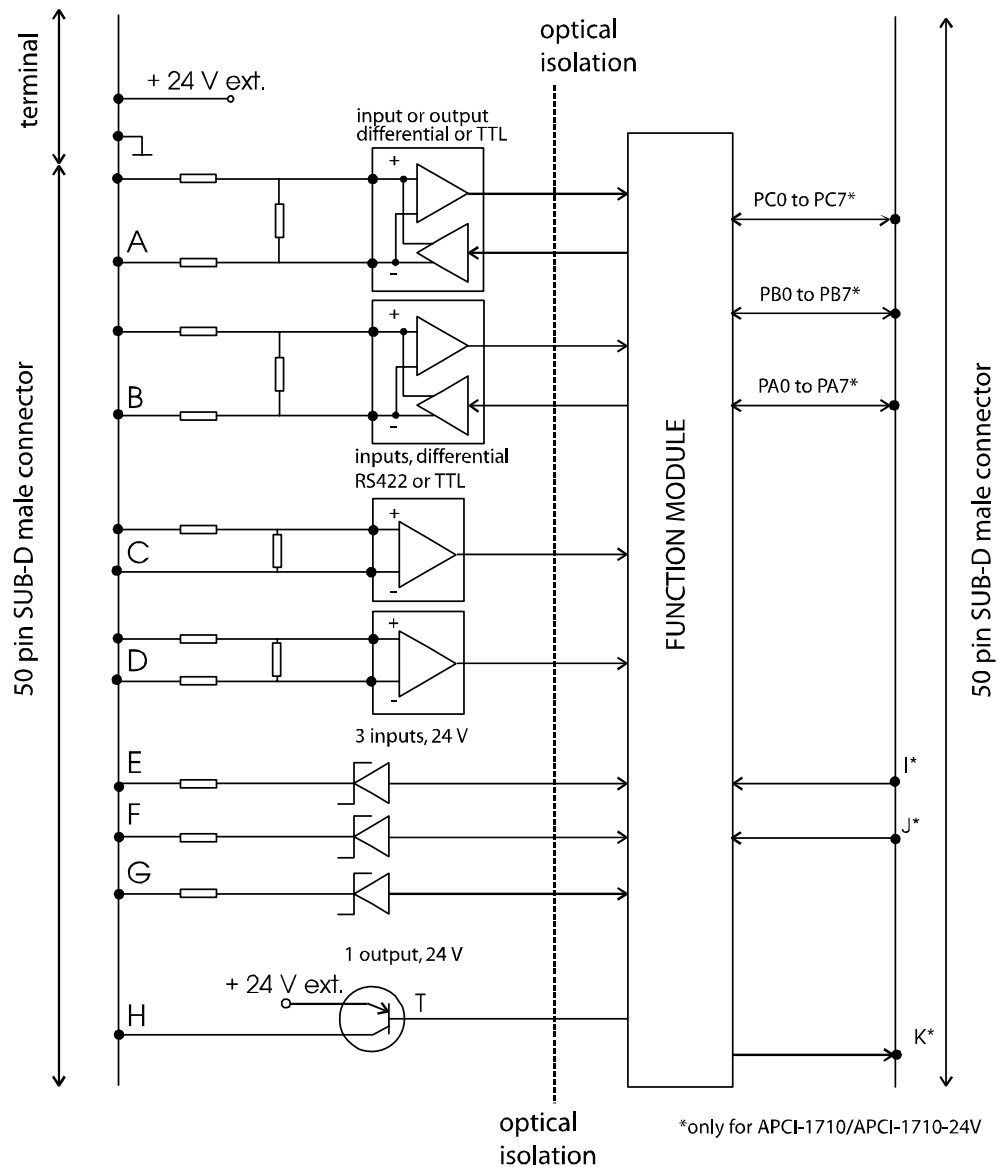 optical
isolation
terminal
+ 24 V ext.
input or output
differential or TTL
+
-
A
PC0 to PC7*
+
-
B
PB0 to PB7*
PA0 to PA7*
inputs, differential
RS422 or TTL
50 pin SUB-D male connector
FUNCTION MODULE
50 pin SUB-D male connector
+
-
C
+
-
D
3 inputs, 24 V
E
I*
F
J*
G
1 output, 24 V
+ 24 V ext.
T
H
K*
optical
isolation
*only for APCI-1710/APCI-1710-24V